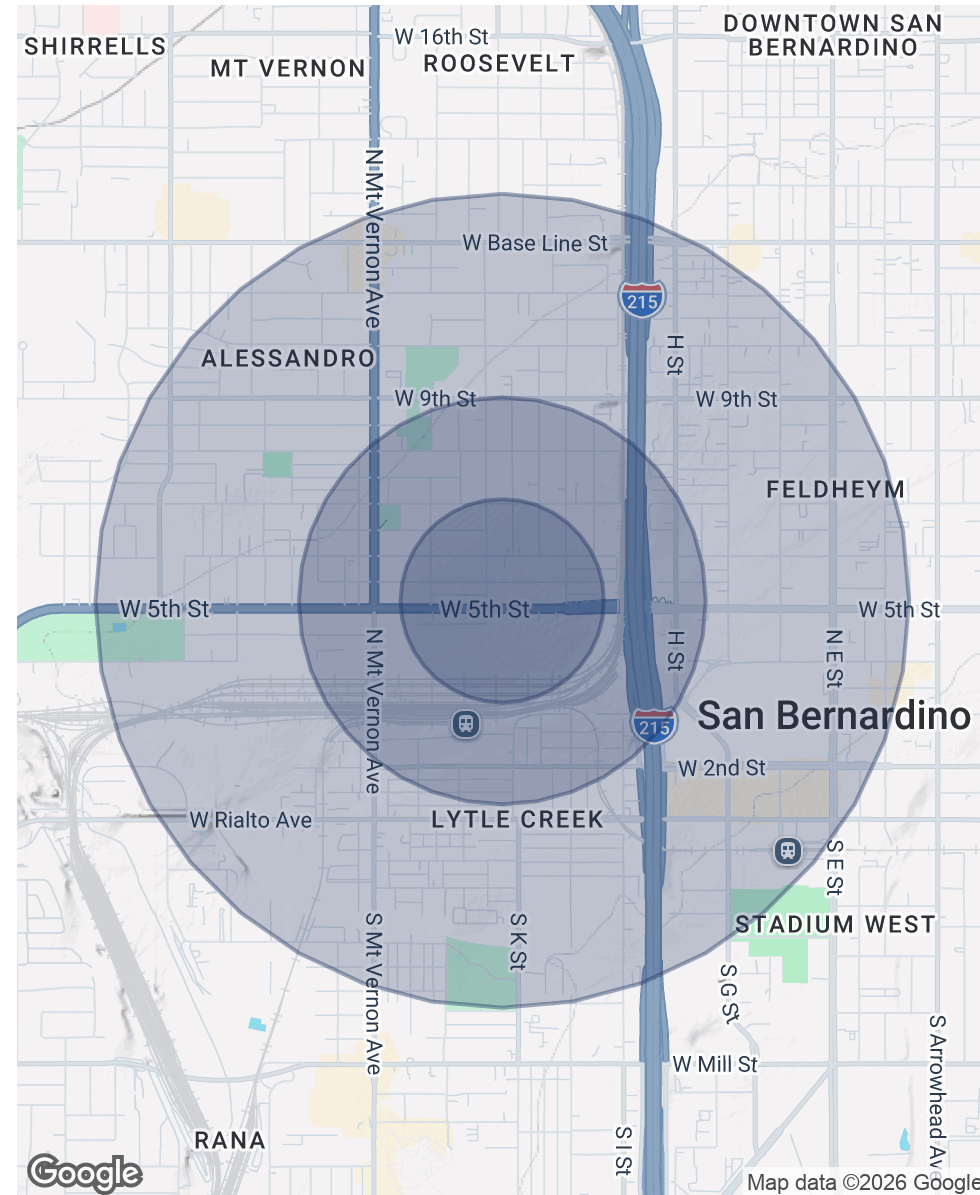 W 16th St
DOWNTOWN SAN
BERNARDINO
SHIRRELLS
MT VERNON
ROOSEVELT
N Mt Vernon Ave
W Base Line St
215
H St
ALESSANDRO
W 9th St
W 9th St
FELDHEYM
W 5th St
W 5th St
W 5th St
N Mt Vernon Ave
H St
N E St
San Bernardino
215
W 2nd St
W Rialto Ave
LYTLE CREEK
S E St
S Mt Vernon Ave
S K St
STADIUM WEST
S G St
S Arrowhead Ave
W Mill St
RANA
S I St
Google
Map data ©2026 Google